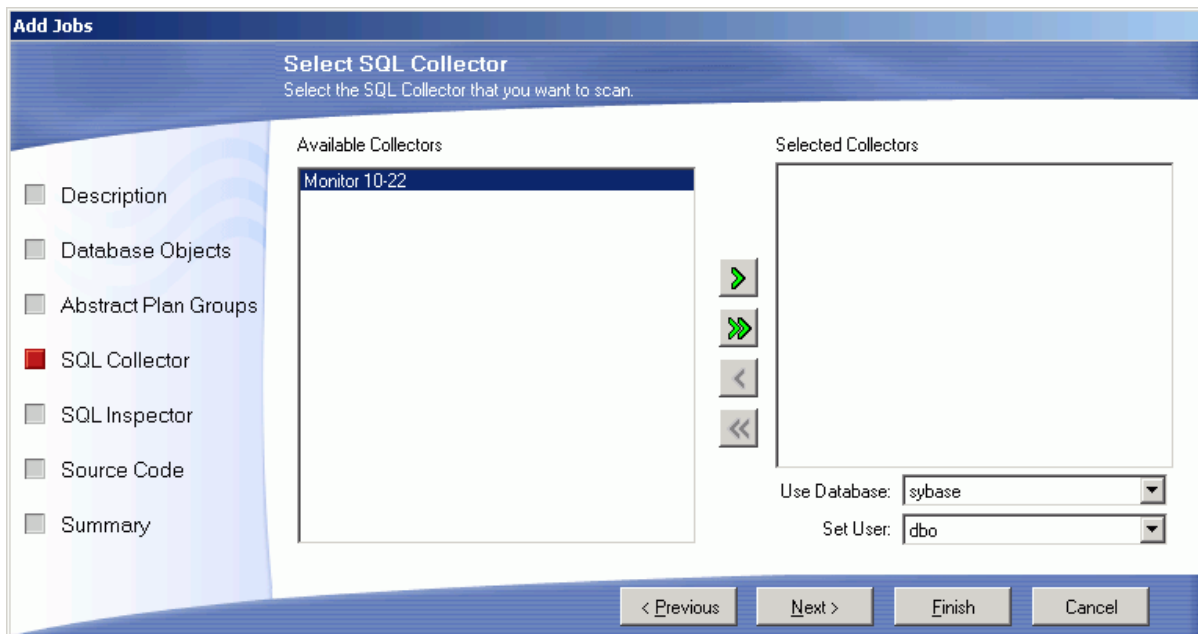 Add Jobs
Select SQL Collector
Select the SQL Collector that you want to scan.
Description
Database Objects
Abstract Plan Groups
SQL Collector
SQL Inspector
Source Code
Summary
Available Collectors
Monitor 10-22
Selected Collectors
Use Database: sybase
Set User: dbo
< Previous
Next >
Finish
Cancel